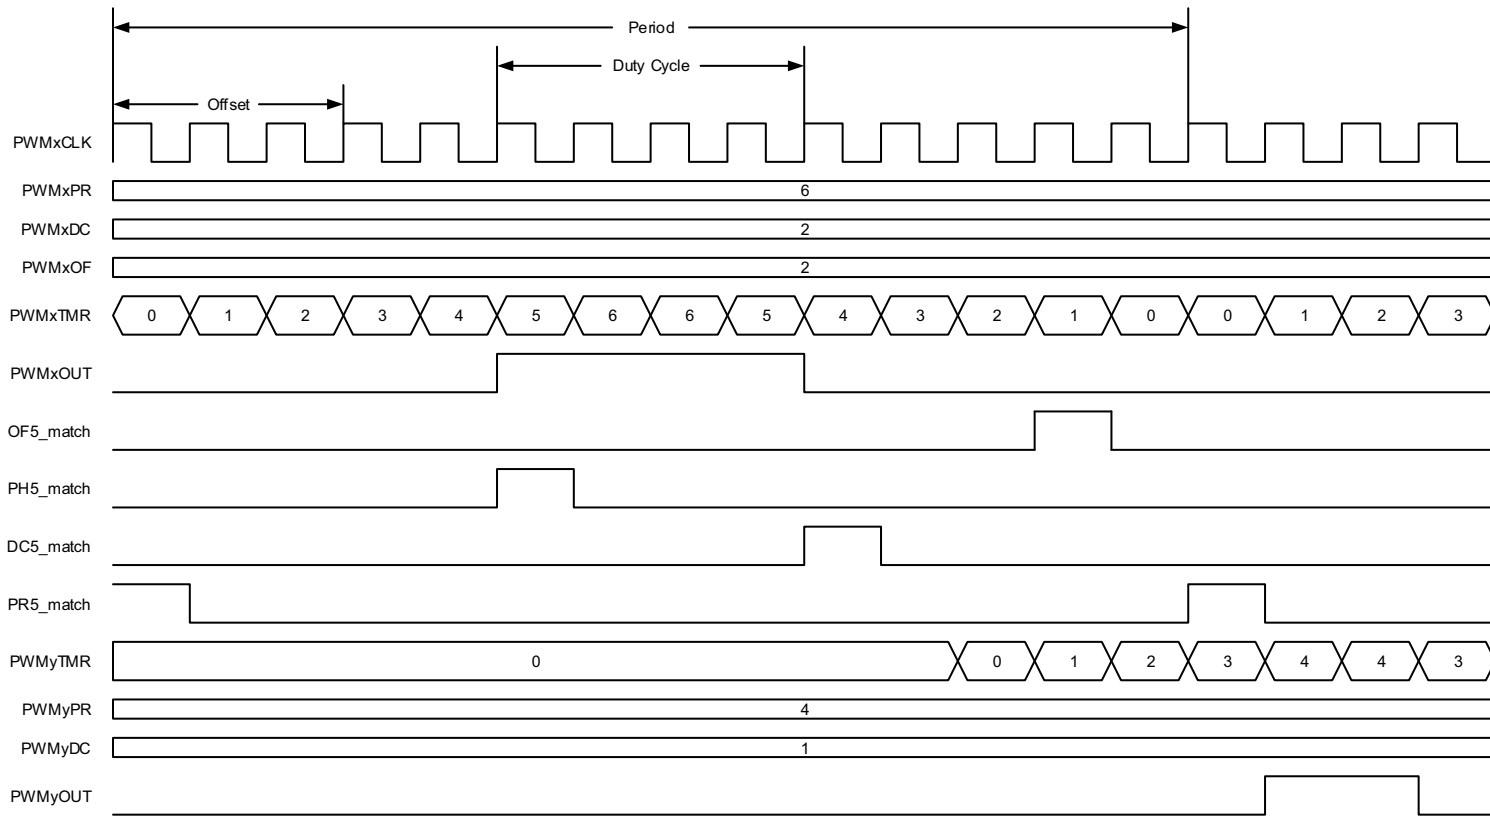 Period
Duty Cycle
Offset
PWMxCLK
PWMxPR 6
PWMxDC 2
PWMxOF 2
PWMxTMR 0 1 2 3 4 5 6 6 5 4 3 2 1 0 0 1 2 3
PWMxOUT
OF5_match
PH5_match
DC5_match
PR5_match
PWMyTMR 0 0 1 2 3 4 4 3
PWMyPR 4
PWMyDC 1
PWMyOUT